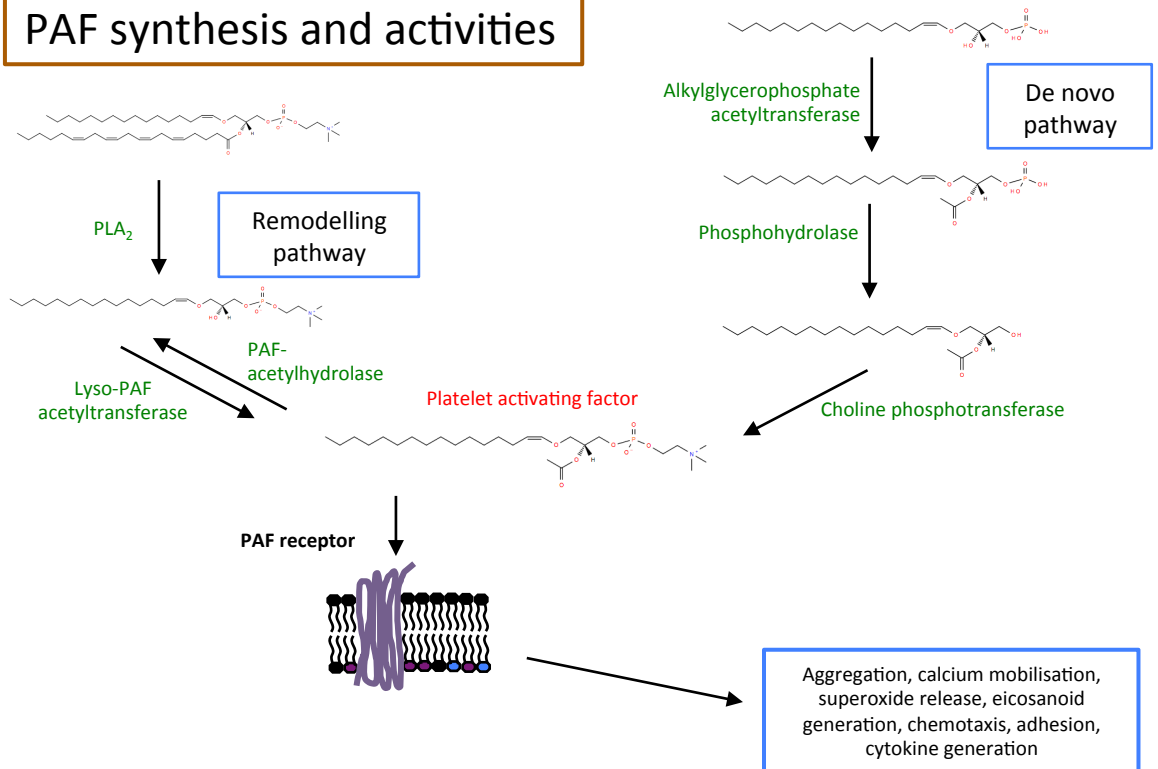 PAF synthesis and activities
Alkylglycerophosphate
acetyltransferase
De novo
pathway
PLA₂
Remodelling
pathway
Phosphohydrolase
PAF-
acetylhydrolase
Lyso-PAF
acetyltransferase
Platelet activating factor
Choline phosphotransferase
PAF receptor
Aggregation, calcium mobilisation,
superoxide release, eicosanoid
generation, chemotaxis, adhesion,
cytokine generation